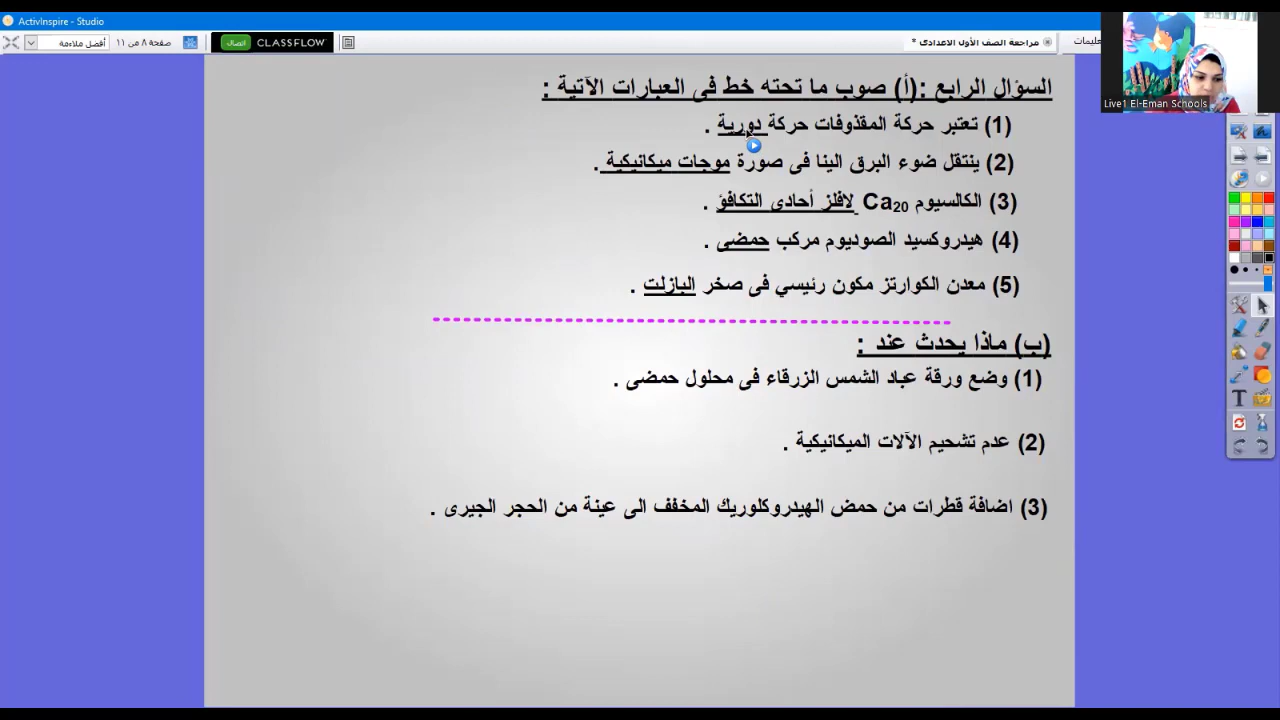 ActivInspire - Studio
أفضل ملاءمة
صفحة ٨ من ١١
اتصال CLASSFLOW
مراجعة الصف الأول الاعدادى *
Live1 El-Eman Schools
السؤال الرابع :(أ) صوب ما تحته خط فى العبارات الآتية :
(1) تعتبر حركة المقذوفات حركة دورية .
(2) ينتقل ضوء البرق الينا فى صورة موجات ميكانيكية .
(3) الكالسيوم Ca20 لافلز أحادى التكافؤ .
(4) هيدروكسيد الصوديوم مركب حمضى .
(5) معدن الكوارتز مكون رئيسي فى صخر البازلت .
(ب) ماذا يحدث عند :
(1) وضع ورقة عباد الشمس الزرقاء فى محلول حمضى .
(2) عدم تشحيم الآلات الميكانيكية .
(3) اضافة قطرات من حمض الهيدروكلوريك المخفف الى عينة من الحجر الجيرى .